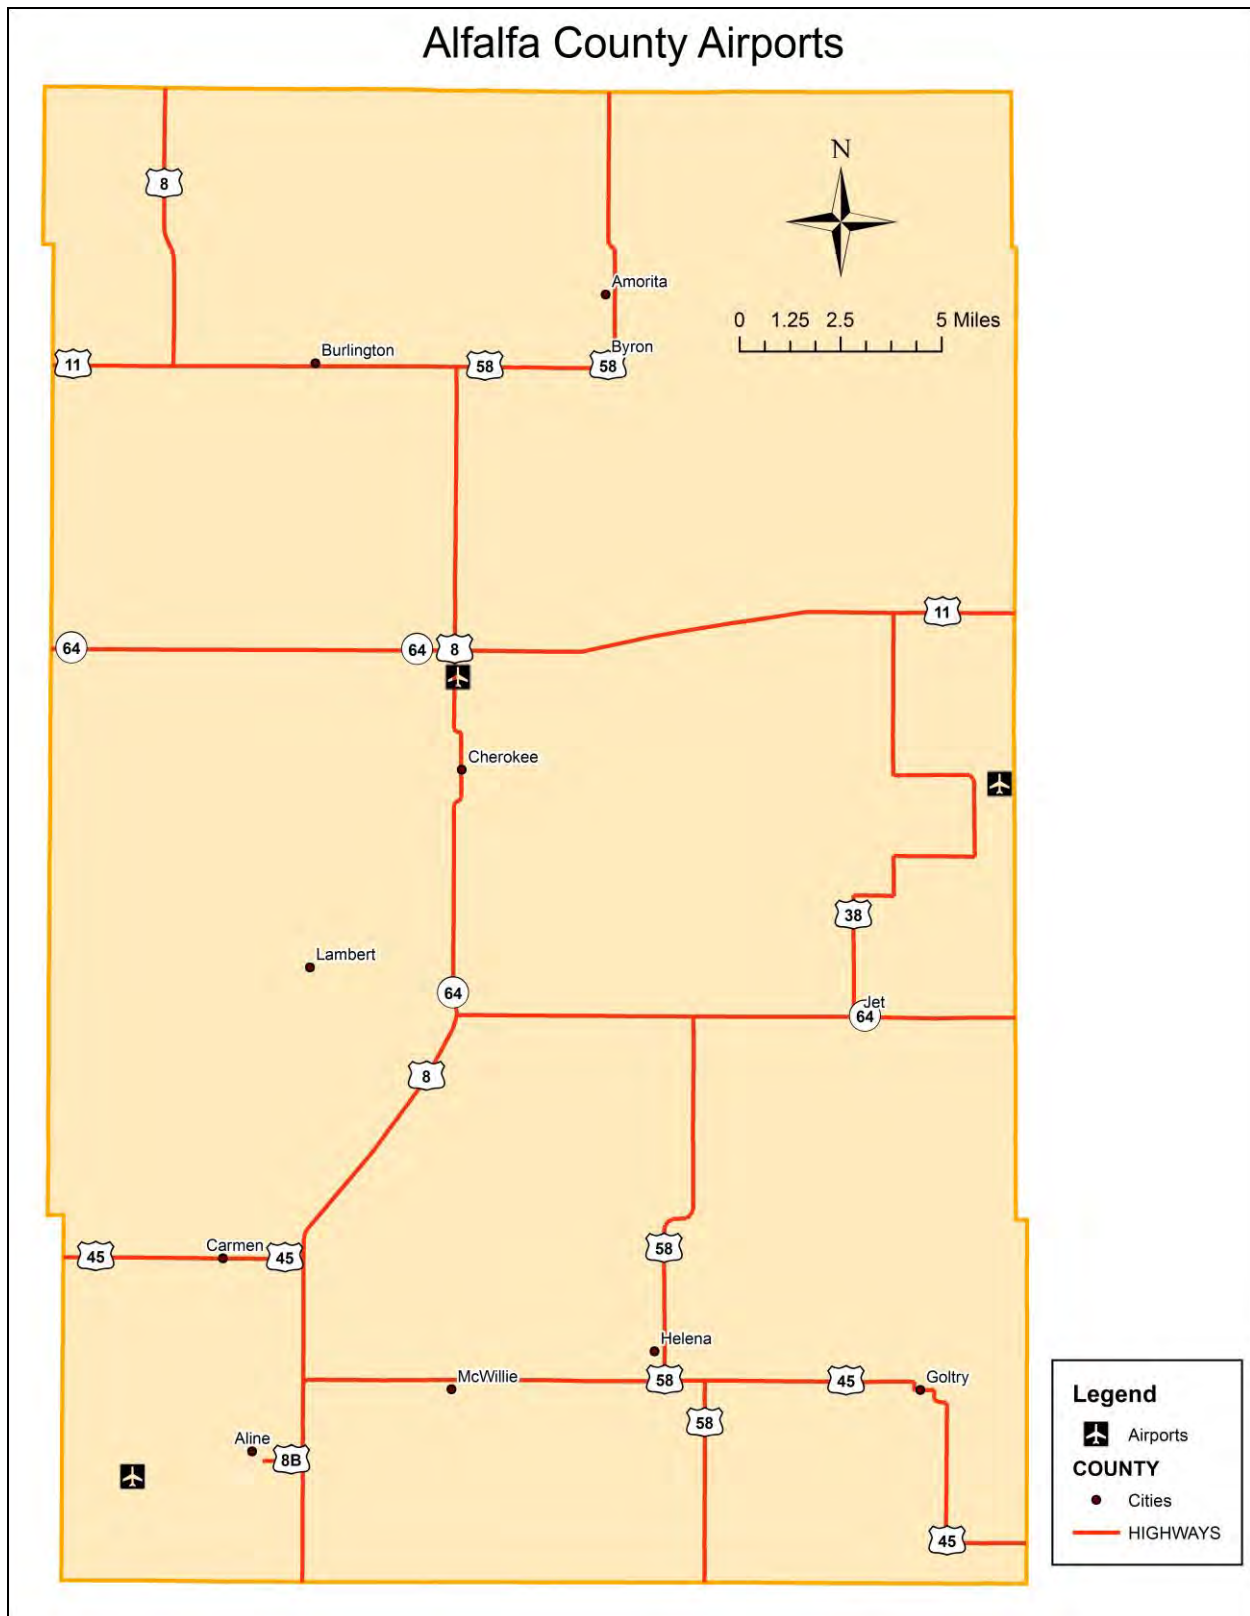 Alfalfa County Airports
N
8
Amorita
0 1.25 2.5 5 Miles
Byron
Burlington
11
58
58
11
64
64
8
Cherokee
38
Lambert
64
Jet
64
8
Carmen
45
45
58
Helena
McWillie
58
45
Goltry
58
Aline
8B
45
Legend
Airports
COUNTY
Cities
HIGHWAYS